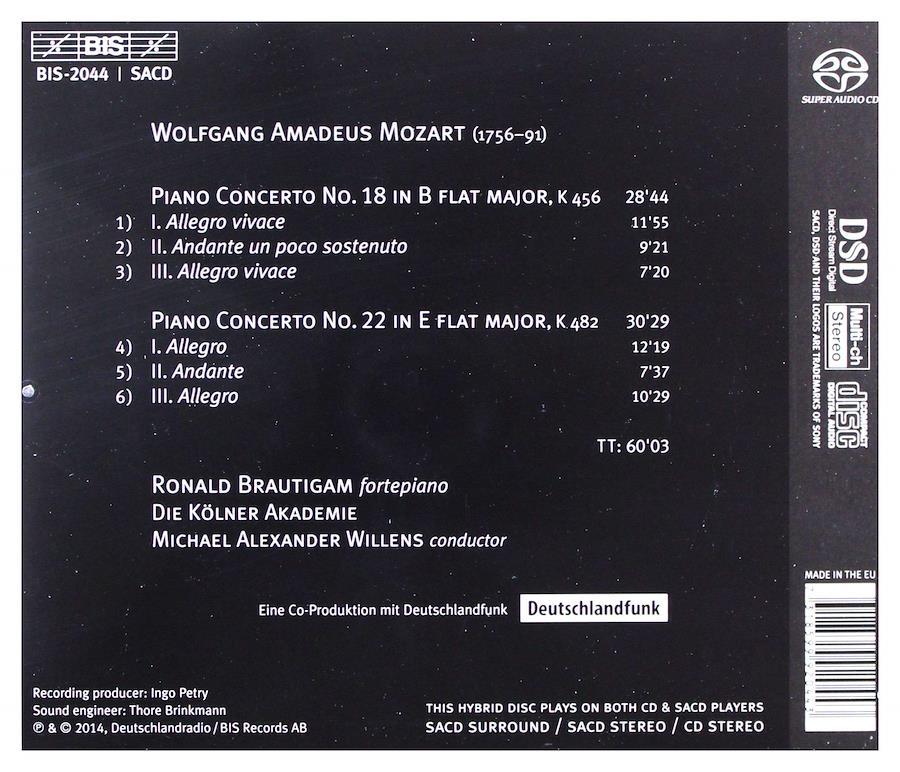 BIS
BIS-2044 | SACD
WOLFGANG AMADEUS MOZART (1756–91)
PIANO CONCERTO NO. 18 IN B FLAT MAJOR, K 456 28'44
1) I. Allegro vivace 11'55
2) II. Andante un poco sostenuto 9'21
3) III. Allegro vivace 7'20
PIANO CONCERTO NO. 22 IN E FLAT MAJOR, K 482 30'29
4) I. Allegro 12'19
5) II. Andante 7'37
6) III. Allegro 10'29
TT: 60'03
RONALD BRAUTIGAM fortepiano
DIE KÖLNER AKADEMIE
MICHAEL ALEXANDER WILLENS conductor
Eine Co-Produktion mit Deutschlandfunk Deutschlandfunk
Recording producer: Ingo Petry
Sound engineer: Thore Brinkmann
℗ & © 2014, Deutschlandradio / BIS Records AB
THIS HYBRID DISC PLAYS ON BOTH CD & SACD PLAYERS
SACD SURROUND / SACD STEREO / CD STEREO
SUPER AUDIO CD
DSD
Direct Stream Digital
SACD, DSD AND THEIR LOGOS ARE TRADEMARKS OF SONY
Multi-ch
Stereo
COMPACT
disc
DIGITAL AUDIO
MADE IN THE EU